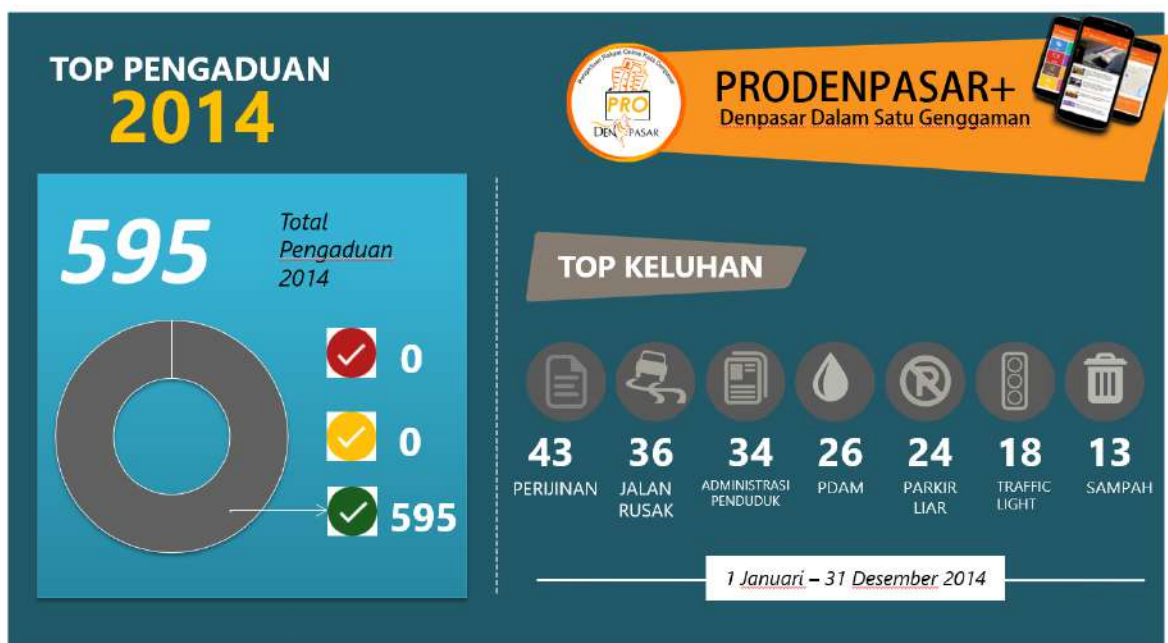 TOP PENGADUAN
2014
PRO
DENPASAR
PRODENPASAR+
Denpasar Dalam Satu Genggaman
595
Total
Pengaduan
2014
0
0
595
TOP KELUHAN
43
PERIJINAN
36
JALAN
RUSAK
34
ADMINISTRASI
PENDUDUK
26
PDAM
24
PARKIR
LIAR
18
TRAFFIC
LIGHT
13
SAMPAH
1 Januari – 31 Desember 2014